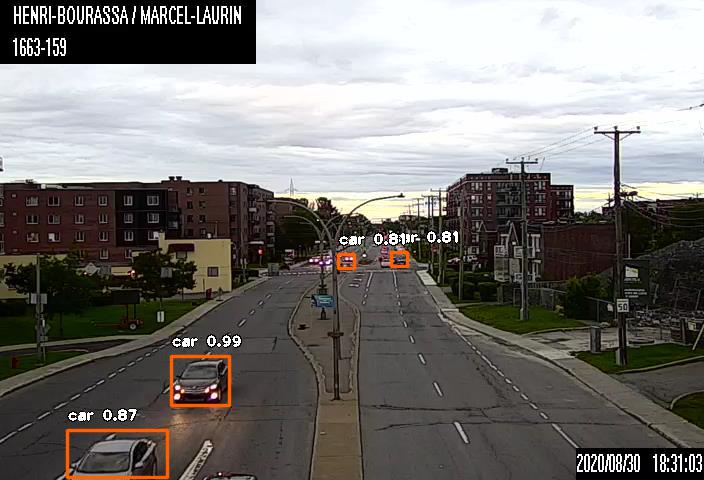 HENRI-BOURASSA / MARCEL-LAURIN
1663-159
car 0.81
ar 0.81
car 0.99
car 0.87
50
2020/08/30 18:31:03